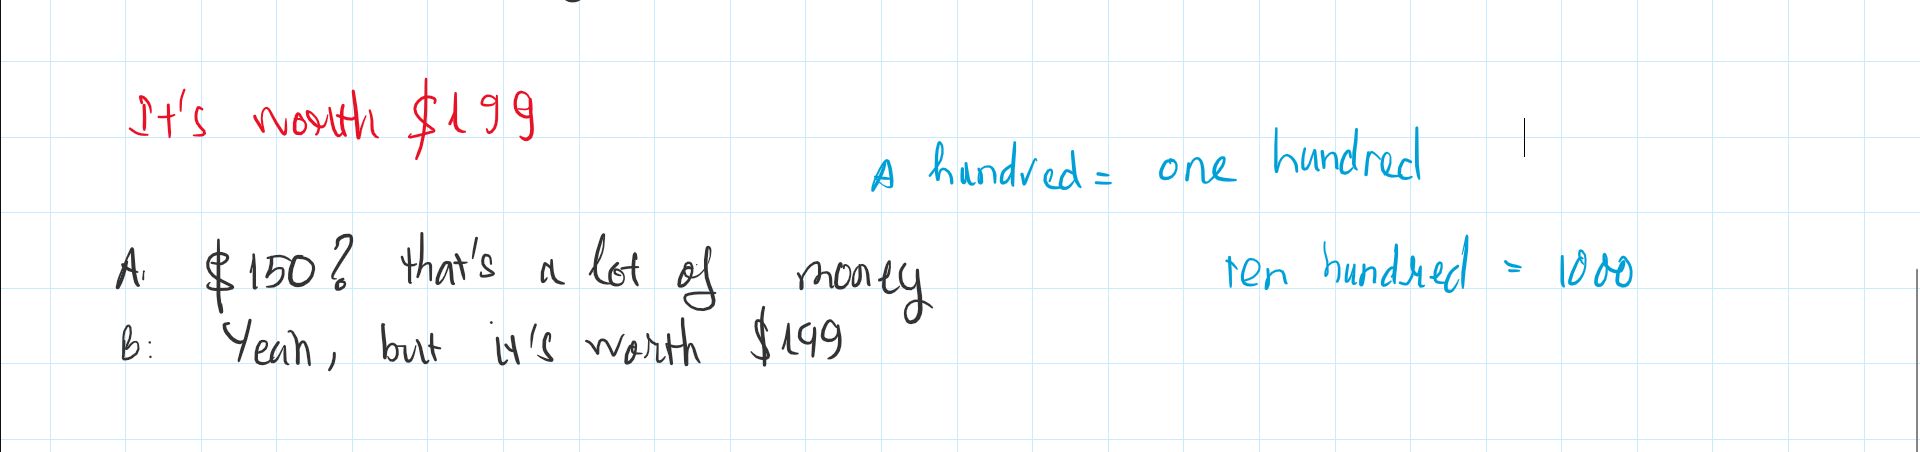 It's worth $199
A hundred = one hundred
A. $150? that's a lot of money
ten hundred = 1000
B: Yeah, but it's worth $199